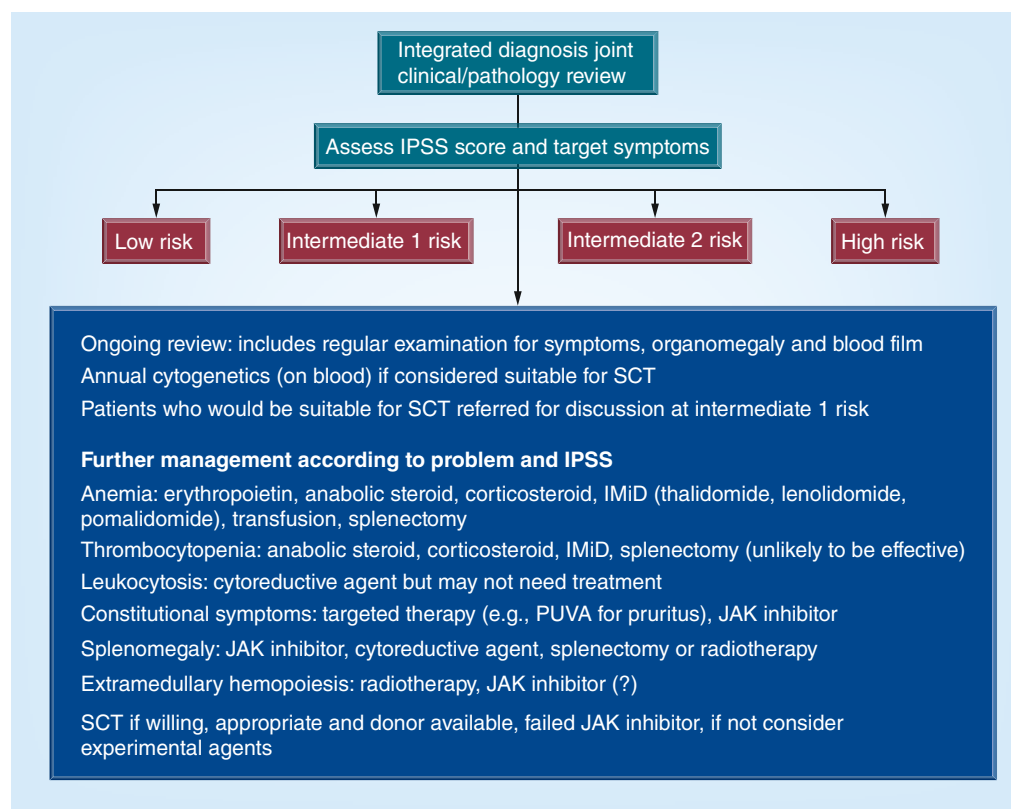 Integrated diagnosis joint
clinical/pathology review
Assess IPSS score and target symptoms
Low risk
Intermediate 1 risk
Intermediate 2 risk
High risk
Ongoing review: includes regular examination for symptoms, organomegaly and blood film
Annual cytogenetics (on blood) if considered suitable for SCT
Patients who would be suitable for SCT referred for discussion at intermediate 1 risk
Further management according to problem and IPSS
Anemia: erythropoietin, anabolic steroid, corticosteroid, IMiD (thalidomide, lenolidomide,
pomalidomide), transfusion, splenectomy
Thrombocytopenia: anabolic steroid, corticosteroid, IMiD, splenectomy (unlikely to be effective)
Leukocytosis: cytoreductive agent but may not need treatment
Constitutional symptoms: targeted therapy (e.g., PUVA for pruritus), JAK inhibitor
Splenomegaly: JAK inhibitor, cytoreductive agent, splenectomy or radiotherapy
Extramedullary hemopoiesis: radiotherapy, JAK inhibitor (?)
SCT if willing, appropriate and donor available, failed JAK inhibitor, if not consider
experimental agents